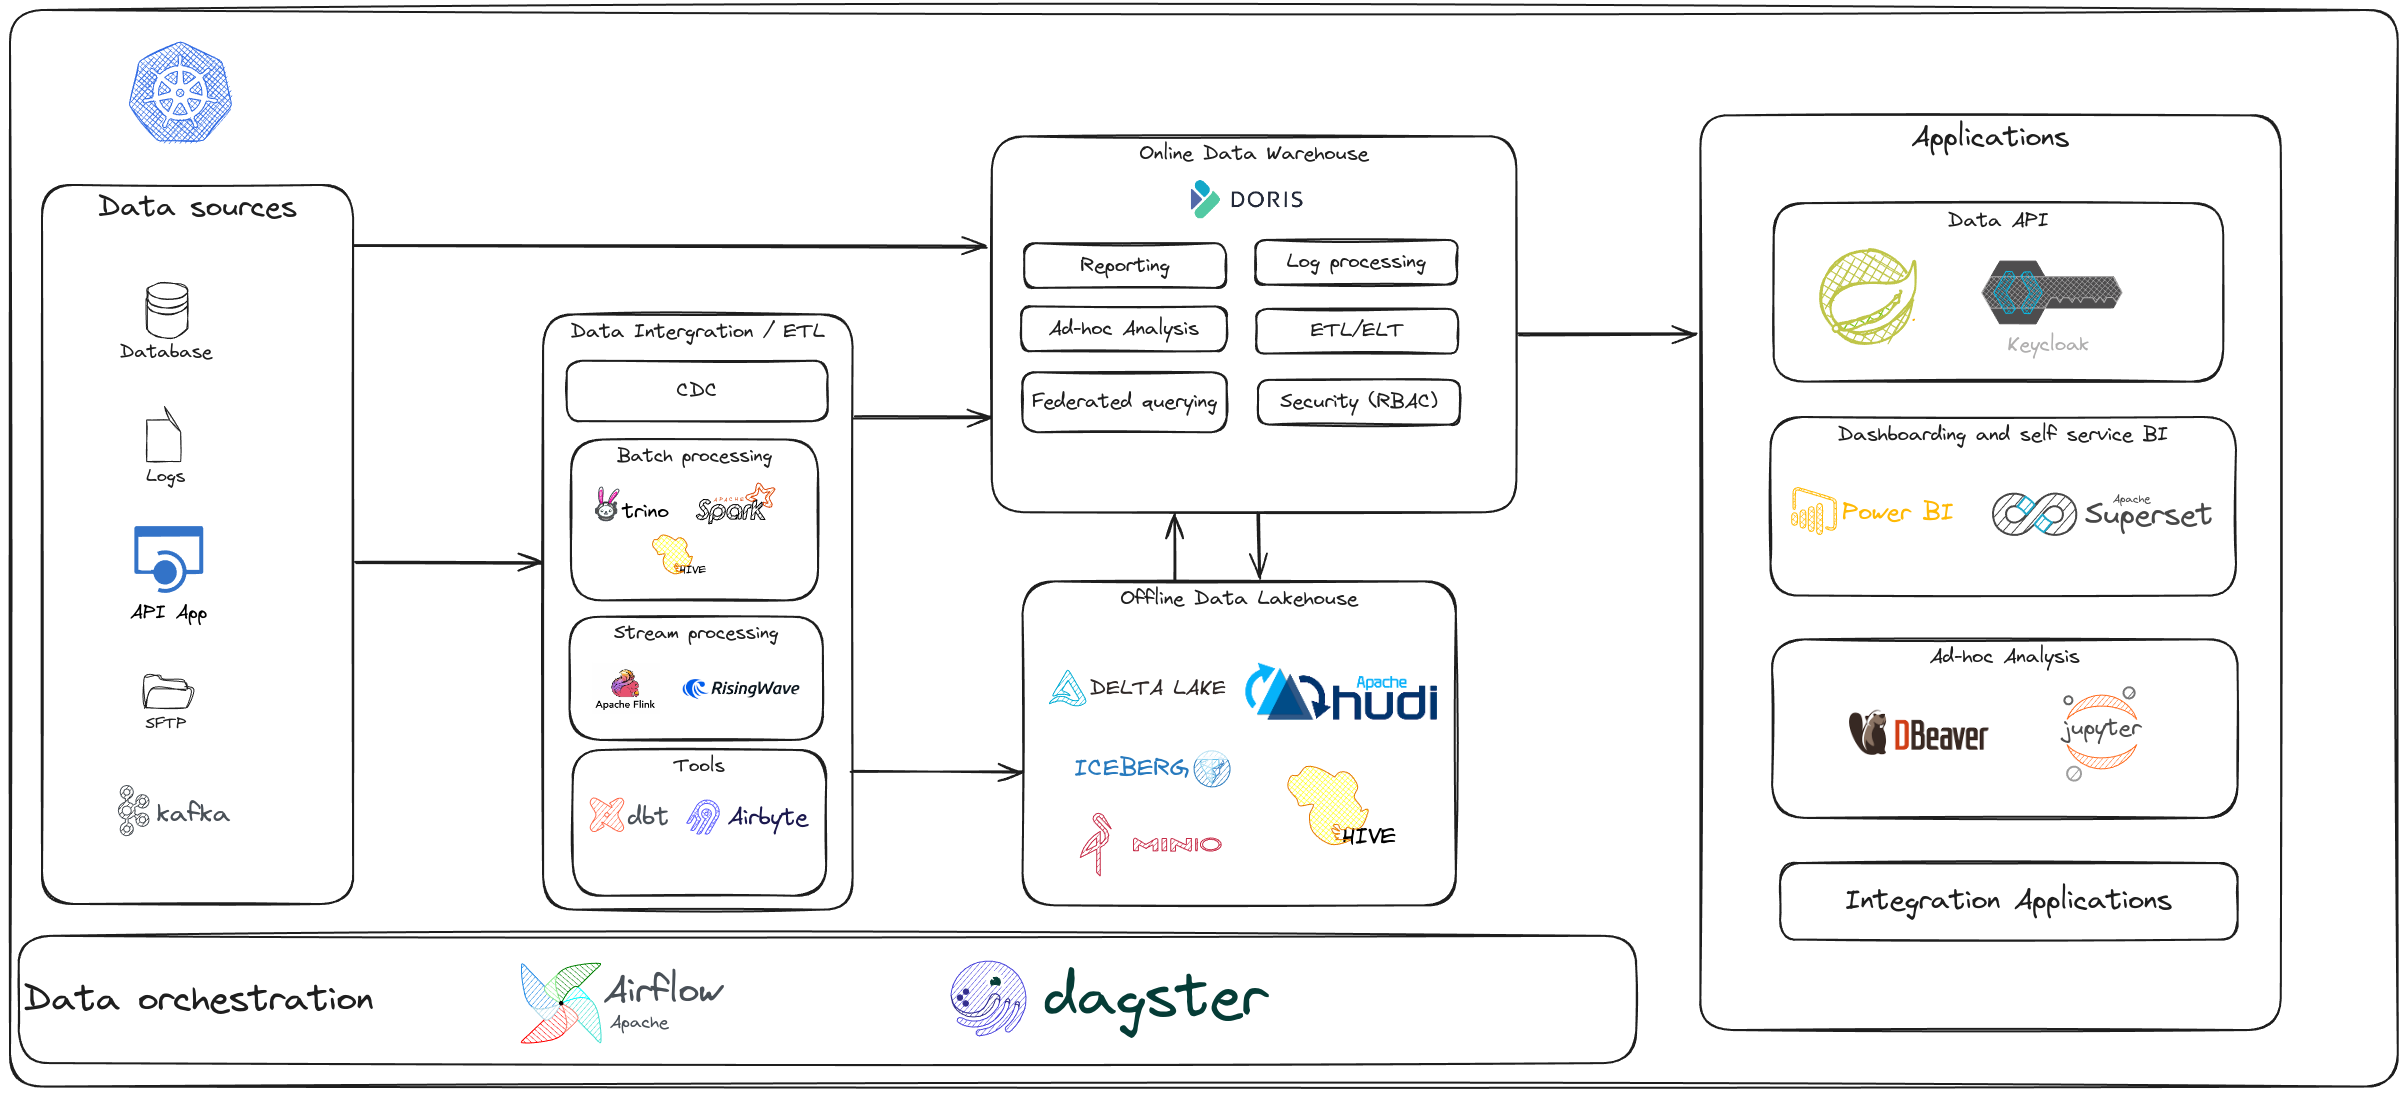 Data sources
Database
Logs
API App
SFTP
kafka
Data Intergration / ETL
CDC
Batch processing
trino
APACHE
Spark
HIVE
Stream processing
Apache Flink
RisingWave
Tools
dbt
Airbyte
Online Data Warehouse
DORIS
Reporting
Log processing
Ad-hoc Analysis
ETL/ELT
Federated querying
Security (RBAC)
Offline Data Lakehouse
DELTA LAKE
Apache
hudi
ICEBERG
HIVE
MINIO
Applications
Data API
Keycloak
Dashboarding and self service BI
Power BI
Apache
Superset
Ad-hoc Analysis
DBeaver
jupyter
Integration Applications
Data orchestration
Airflow
Apache
dagster